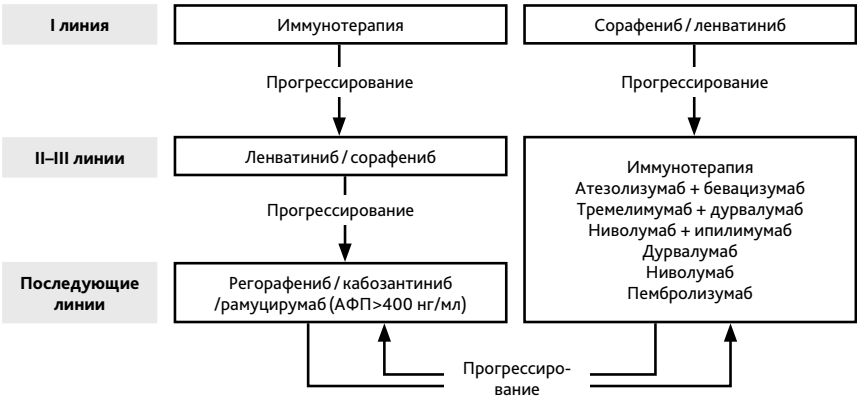 I линия
Иммунотерапия
Сорафениб / ленватиниб
Прогрессирование
Прогрессирование
II–III линии
Ленватиниб / сорафениб
Иммунотерапия
Атезолизумаб + бевацизумаб
Тремелимумаб + дурвалумаб
Ниволумаб + ипилимумаб
Дурвалумаб
Ниволумаб
Пембролизумаб
Прогрессирование
Последующие
линии
Регорафениб / кабозантиниб
/рамуцирумаб (АФП>400 нг/мл)
Прогрессиро-
вание